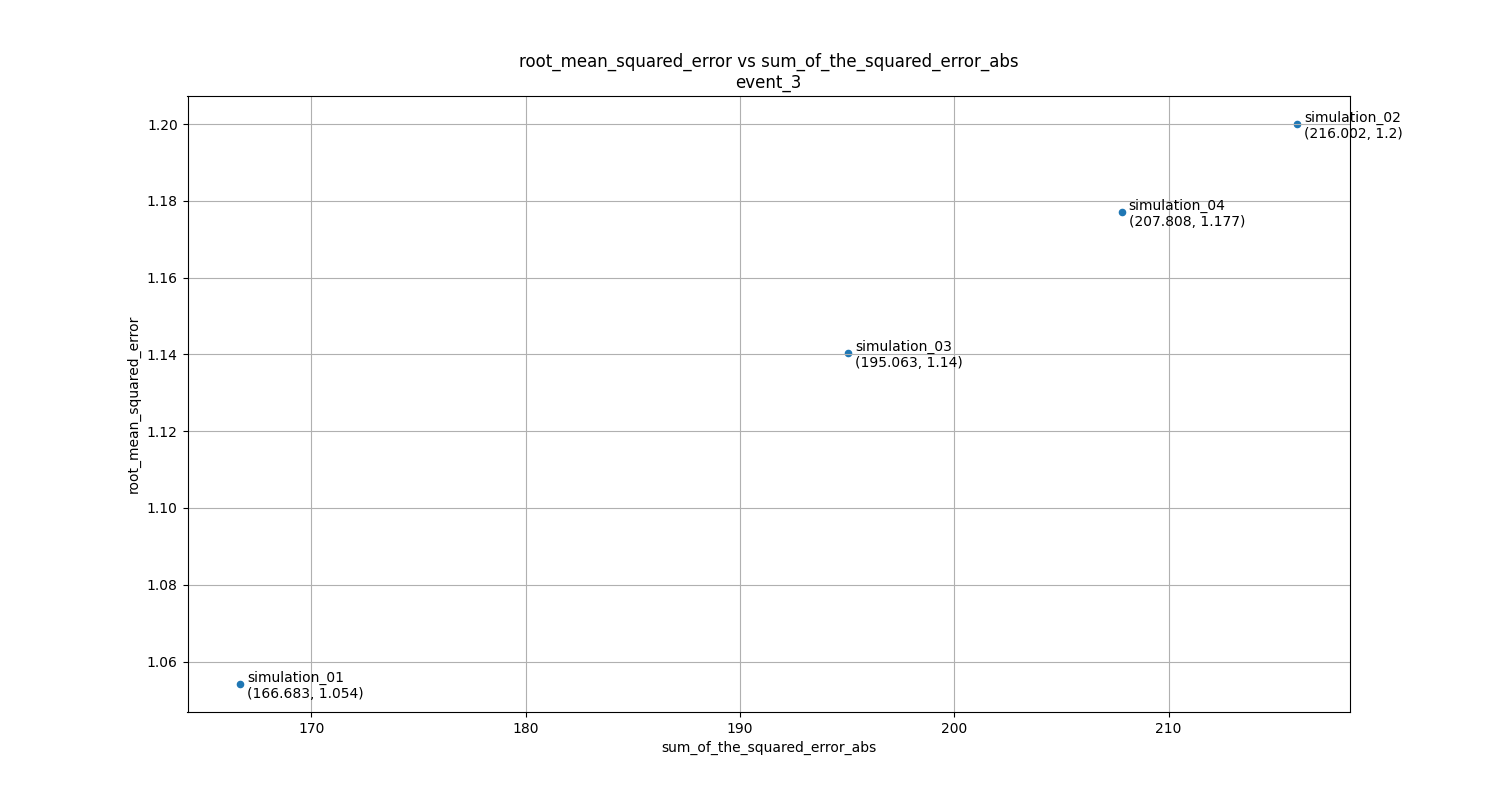 root_mean_squared_error vs sum_of_the_squared_error_abs
event_3
root_mean_squared_error
1.20
1.18
1.16
1.14
1.12
1.10
1.08
1.06
simulation_02
(216.002, 1.2)
simulation_04
(207.808, 1.177)
simulation_03
(195.063, 1.14)
simulation_01
(166.683, 1.054)
170 180 190 200 210
sum_of_the_squared_error_abs